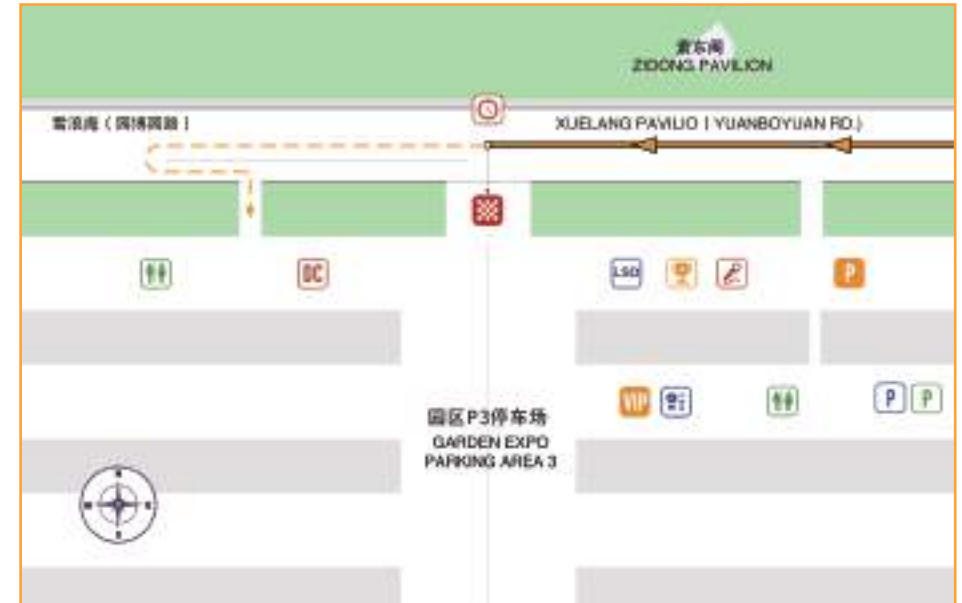 紫东阁
ZIDONG PAVILION
XUELANG PAVILIO ( YUANBOYUAN RD.)
DC
LSO
P
VIP
P P
园区P3停车场
GARDEN EXPO
PARKING AREA 3